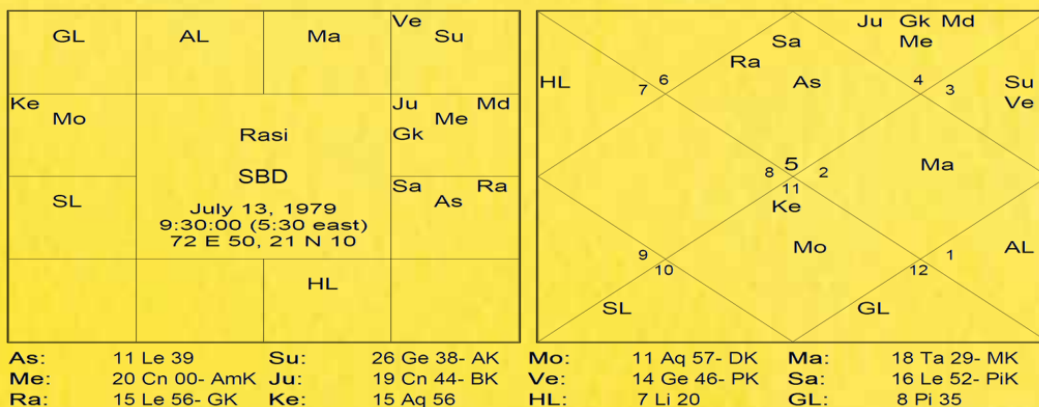 GL AL Ma Ve Su
Ke Mo Ju Md Me Gk
Rasi
SBD
SL Sa Ra As
July 13, 1979
9:30:00 (5:30 east)
72 E 50, 21 N 10
HL
Ju Gk Md
Sa Me
Ra
HL 7 6 As 4 3 Su
Ve
5 Ma
8 2
11
Ke
Mo
9 10 12 1 AL
SL GL
As: 11 Le 39 Su: 26 Ge 38- AK Mo: 11 Aq 57- DK Ma: 18 Ta 29- MK
Me: 20 Cn 00- AmK Ju: 19 Cn 44- BK Ve: 14 Ge 46- PK Sa: 16 Le 52- PiK
Ra: 15 Le 56- GK Ke: 15 Aq 56 HL: 7 Li 20 GL: 8 Pi 35